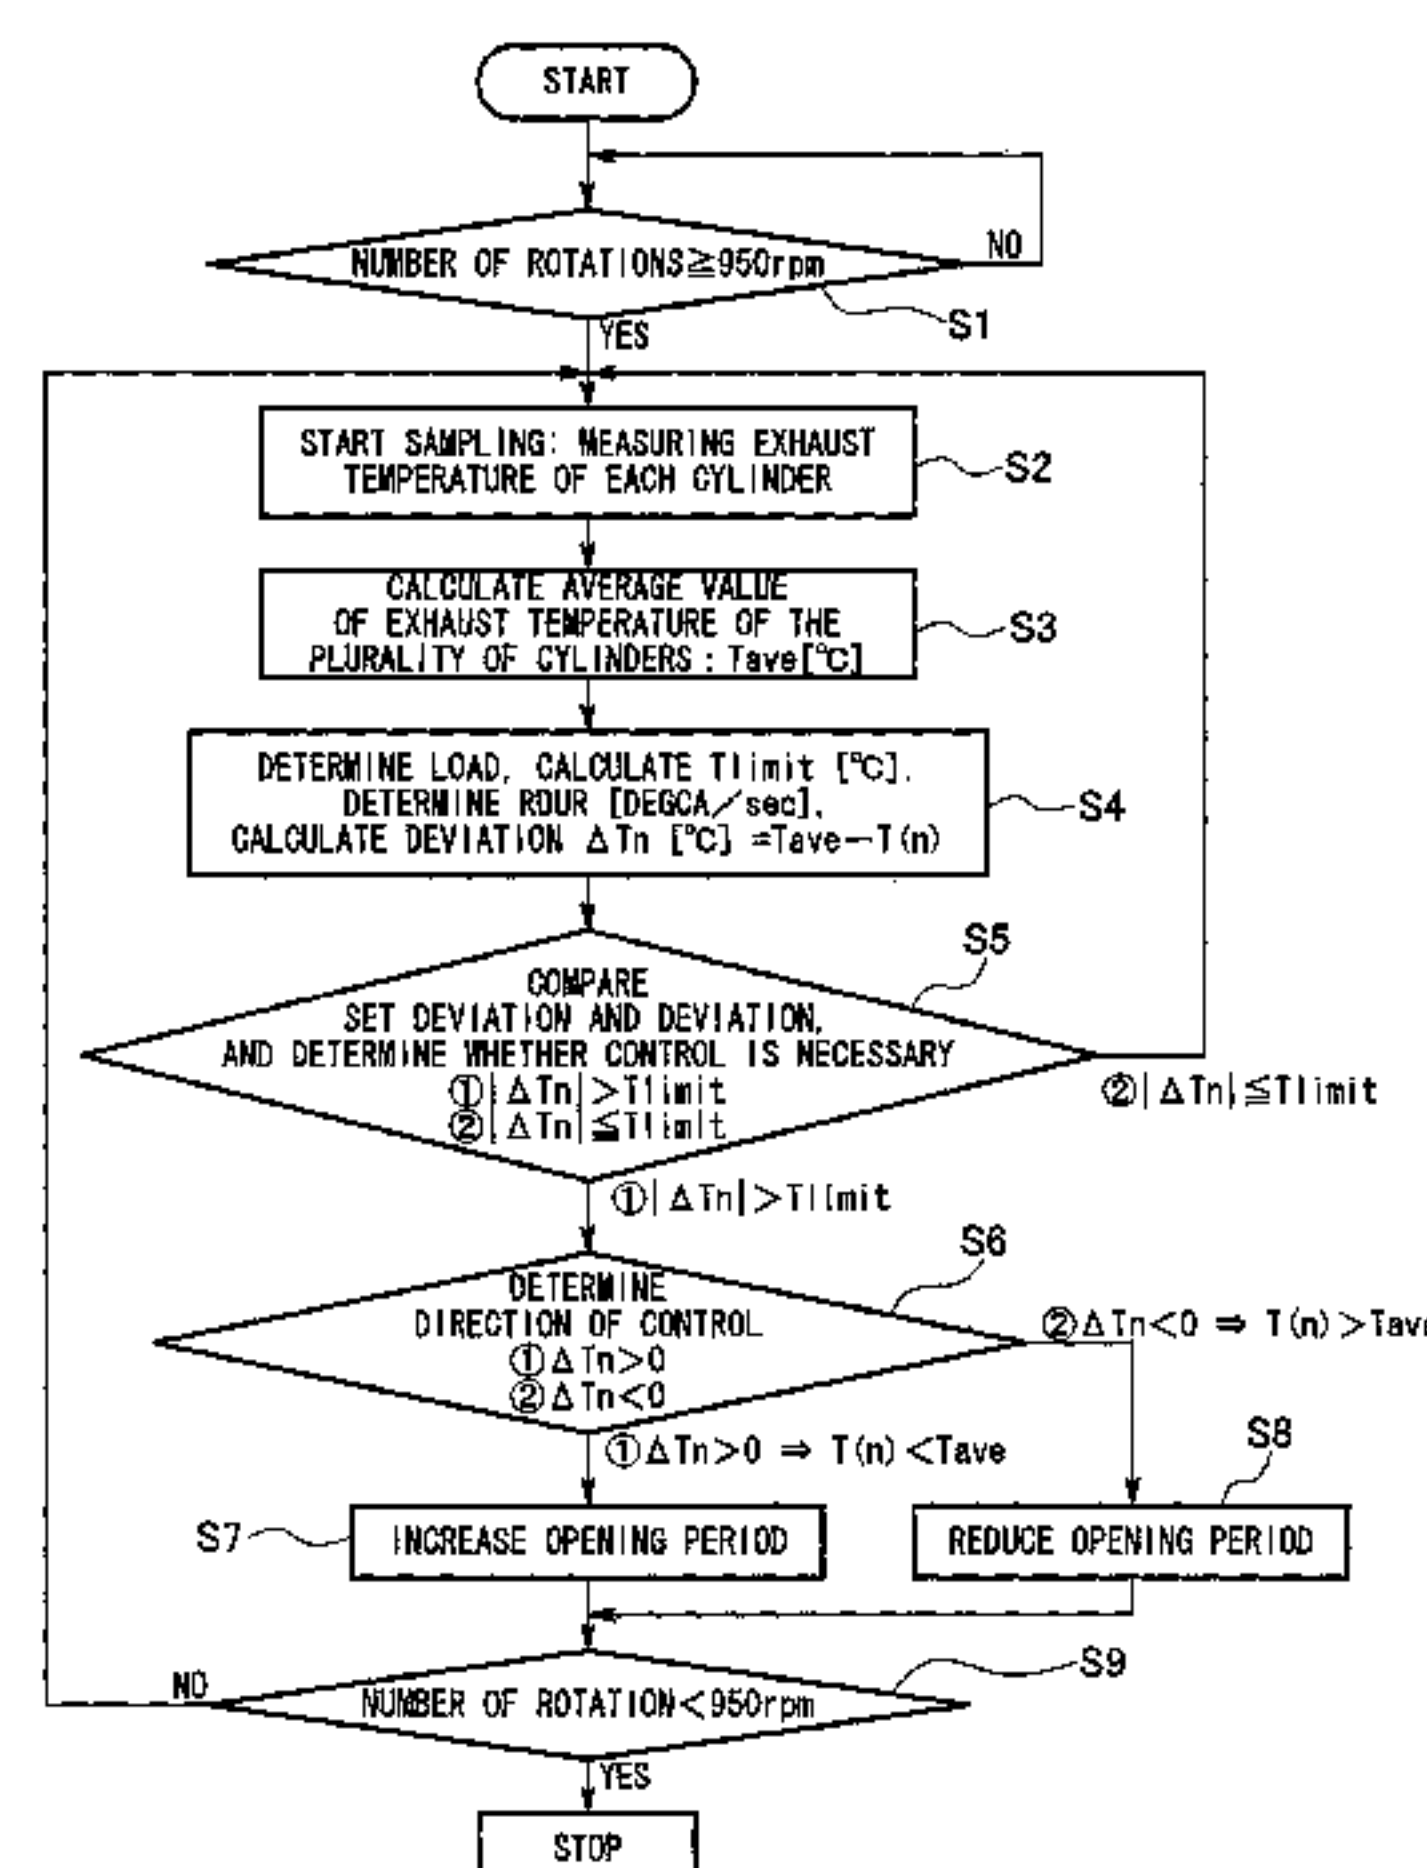 START
NUMBER OF ROTATIONS≧950rpm
NO
S1
YES
START SAMPLING: MEASURING EXHAUST
TEMPERATURE OF EACH CYLINDER
S2
CALCULATE AVERAGE VALUE
OF EXHAUST TEMPERATURE OF THE
PLURALITY OF CYLINDERS : Tave[℃]
S3
DETERMINE LOAD, CALCULATE Tlimit [℃],
DETERMINE RDUR [DEGCA/sec],
CALCULATE DEVIATION ΔTn [℃] =Tave-T(n)
S4
S5
COMPARE
SET DEVIATION AND DEVIATION,
AND DETERMINE WHETHER CONTROL IS NECESSARY
①|ΔTn|>Tlimit
②|ΔTn|≦Tlimit
②|ΔTn|≦Tlimit
①|ΔTn|>Tlimit
S6
DETERMINE
DIRECTION OF CONTROL
①ΔTn>0
②ΔTn<0
②ΔTn<0 ⇒ T(n)>Tave
①ΔTn>0 ⇒ T(n)<Tave
S8
S7
INCREASE OPENING PERIOD
REDUCE OPENING PERIOD
S9
NO
NUMBER OF ROTATION<950rpm
YES
STOP